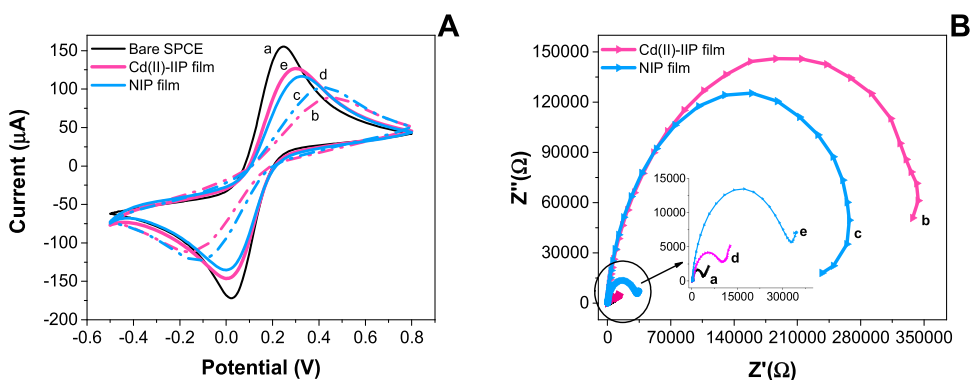 A
Bare SPCE
Cd(II)-IIP film
NIP film
a
e
d
c
b
150
100
50
0
-50
-100
-150
-200
-0.6 -0.4 -0.2 0.0 0.2 0.4 0.6 0.8
Current (μA)
Potential (V)
B
Cd(II)-IIP film
NIP film
150000
120000
90000
60000
30000
0
0 70000 140000 210000 280000 350000
Z''(Ω)
Z'(Ω)
b
c
15000
10000
5000
0
0 15000 30000
e
d
a